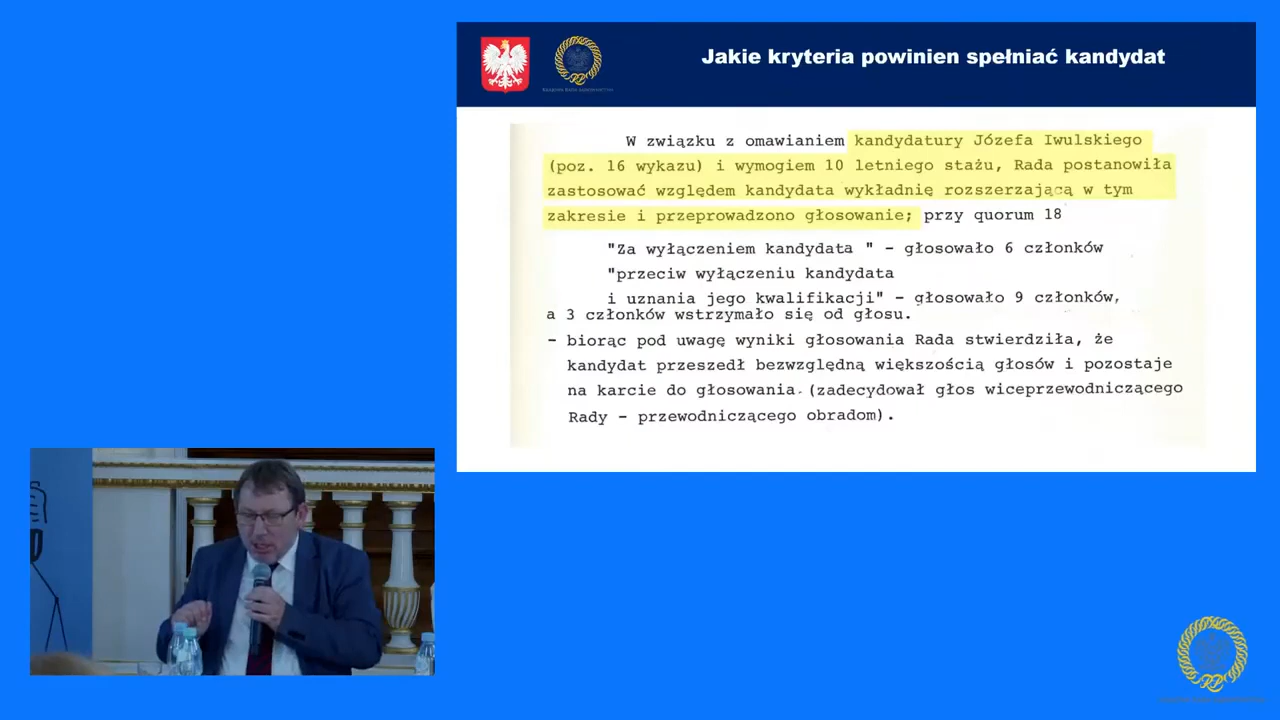 Jakie kryteria powinien spełniać kandydat
KRAJOWA RADA SĄDOWNICTWA
W związku z omawianiem kandydatury Józefa Iwulskiego
(poz. 16 wykazu) i wymogiem 10 letniego stażu, Rada postanowiła
zastosować względem kandydata wykładnię rozszerzającą w tym
zakresie i przeprowadzono głosowanie; przy quorum 18
"Za wyłączeniem kandydata " - głosowało 6 członków
"przeciw wyłączeniu kandydata
i uznania jego kwalifikacji" - głosowało 9 członków,
a 3 członków wstrzymało się od głosu.
- biorąc pod uwagę wyniki głosowania Rada stwierdziła, że
kandydat przeszedł bezwzględną większością głosów i pozostaje
na karcie do głosowania. (zadecydował głos wiceprzewodniczącego
Rady - przewodniczącego obradom).
RP